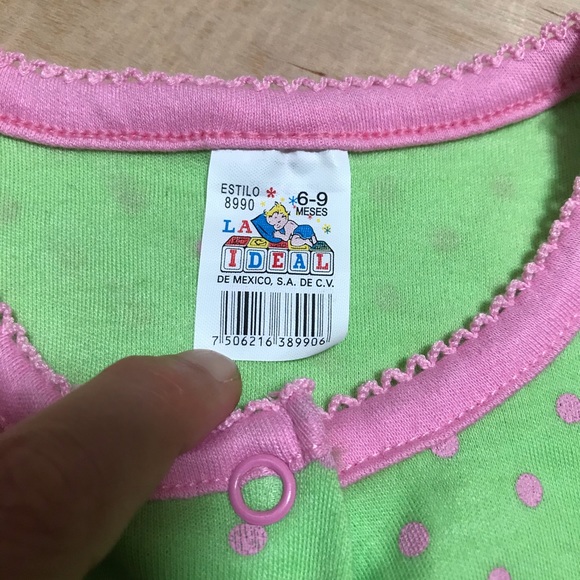 ESTILO 6-9
8990 MESES
LA
IDEAL
DE MEXICO, S.A. DE C.V.
7 506216 389906